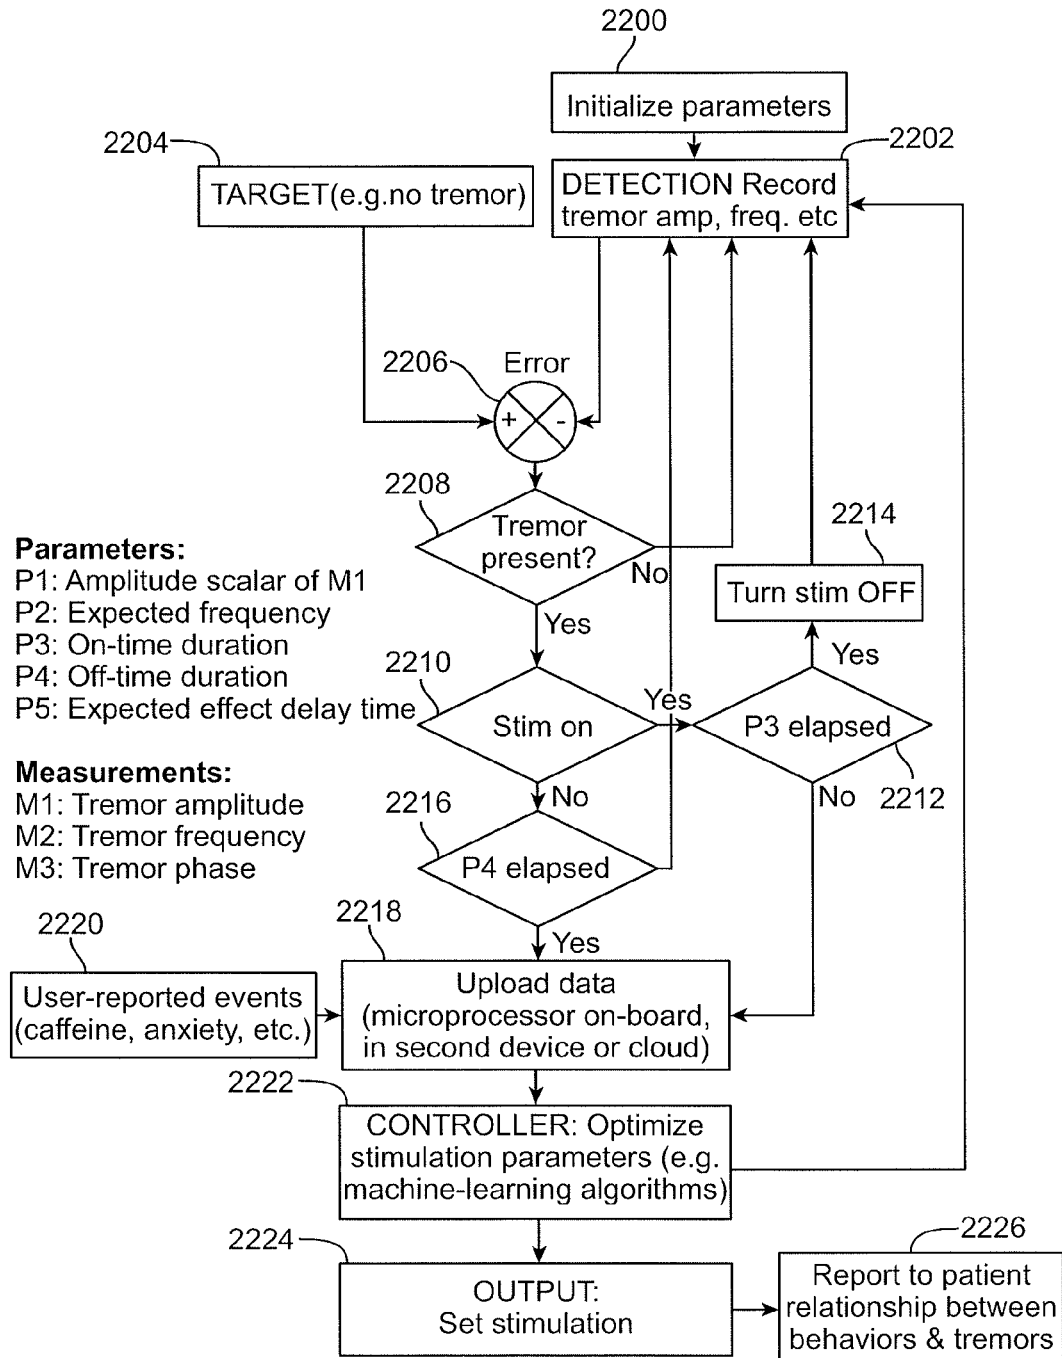 2200
Initialize parameters
2204
2202
TARGET(e.g.no tremor)
DETECTION Record
tremor amp, freq. etc
2206
Error
+
-
2208
Tremor
present?
No
Yes
2214
Turn stim OFF
Yes
Parameters:
P1: Amplitude scalar of M1
P2: Expected frequency
P3: On-time duration
P4: Off-time duration
P5: Expected effect delay time
2210
Stim on
Yes
P3 elapsed
2212
No
No
Measurements:
M1: Tremor amplitude
M2: Tremor frequency
M3: Tremor phase
2216
P4 elapsed
Yes
2218
2220
User-reported events
(caffeine, anxiety, etc.)
Upload data
(microprocessor on-board,
in second device or cloud)
2222
CONTROLLER: Optimize
stimulation parameters (e.g.
machine-learning algorithms)
2224
OUTPUT:
Set stimulation
2226
Report to patient
relationship between
behaviors & tremors